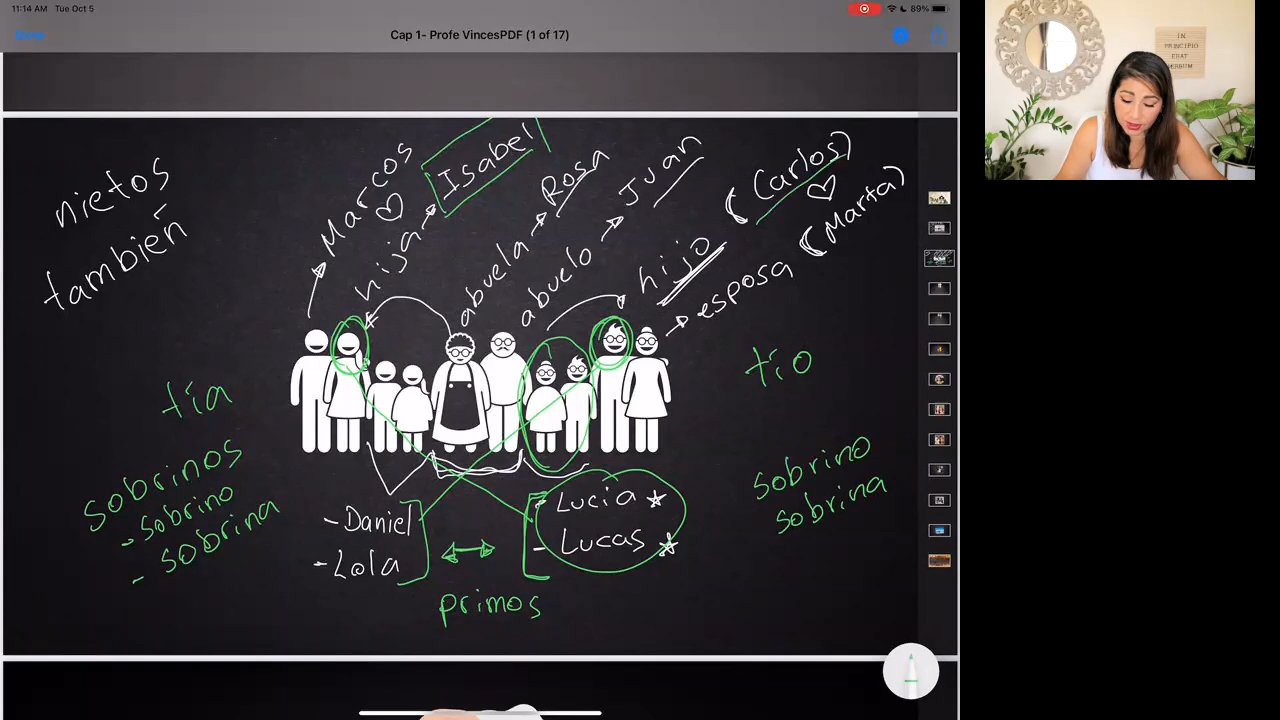 11:14 AM Tue Oct 5
89%
Done
Cap 1- Profe VincesPDF (1 of 17)
IN
PRINCIPIO
ERAT
VERBUM
nietos
también
Marcos
hija
Isabel
abuela
Rosa
abuelo
Juan
hijo
(Carlos)
esposa
(Marta)
tía
sobrinos
- sobrino
- sobrina
tío
sobrino
sobrina
- Daniel
- Lola
- Lucia
- Lucas
primos